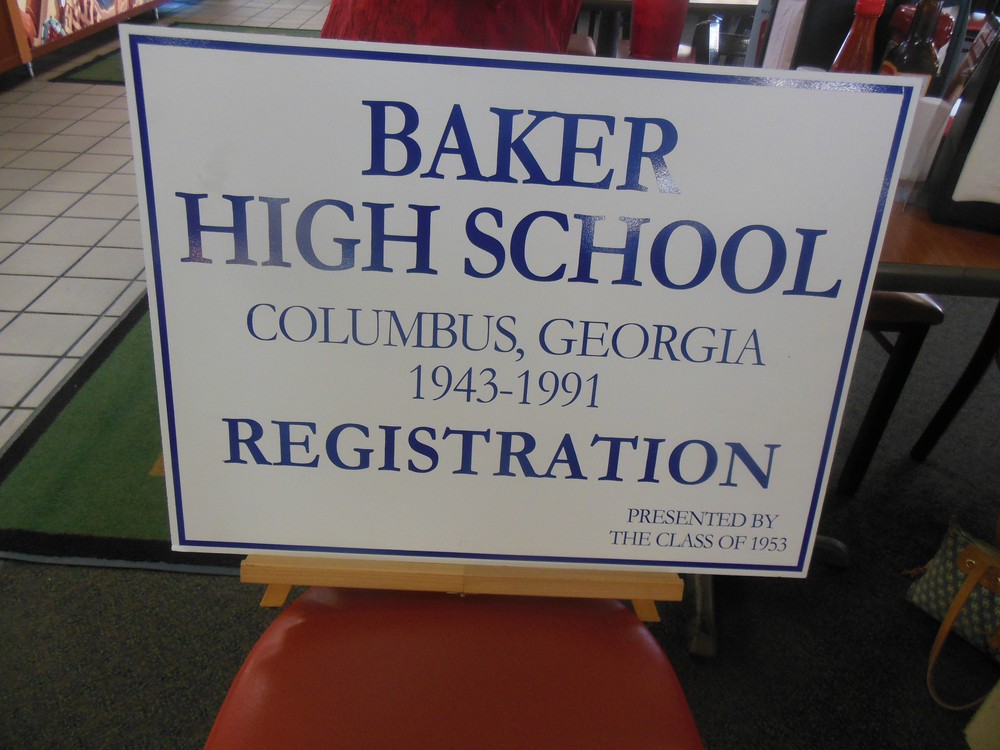 BAKER
HIGH SCHOOL
COLUMBUS, GEORGIA
1943-1991
REGISTRATION
PRESENTED BY
THE CLASS OF 1953